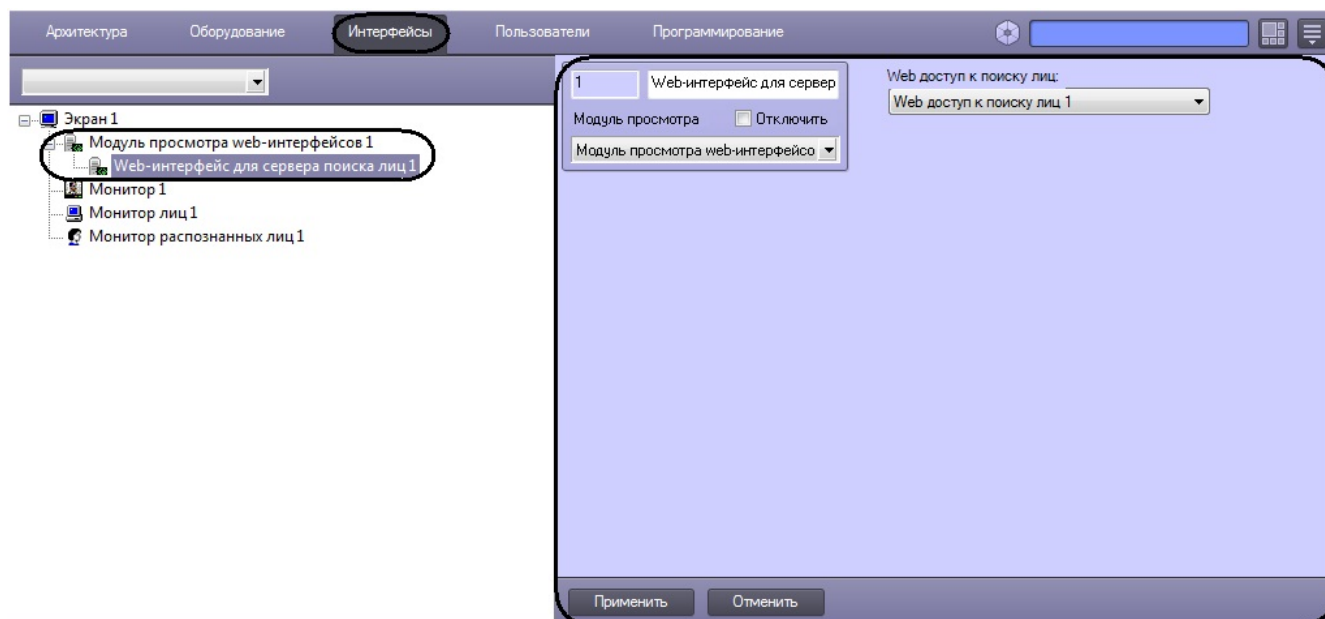 Архитектура Оборудование Интерфейсы Пользователи Программирование
1 Web-интерфейс для сервер Web доступ к поиску лиц:
Web доступ к поиску лиц 1
Экран 1
Модуль просмотра Отключить
Модуль просмотра web-интерфейсов 1
Модуль просмотра web-интерфейсо
Web-интерфейс для сервера поиска лиц 1
Монитор 1
Монитор лиц 1
Монитор распознанных лиц 1
Применить Отменить